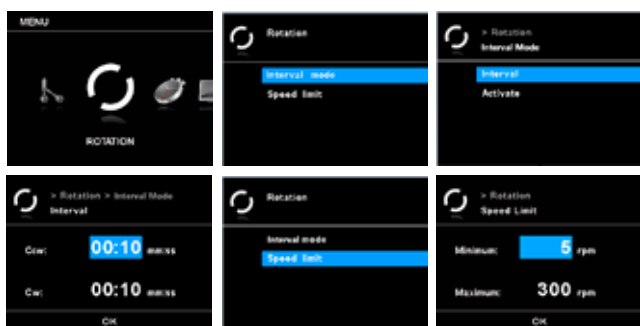 MENU
ROTATION
Rotation
Interval mode
Speed limit
> Rotation
Interval Mode
Interval
Activate
> Rotation > Interval Mode
Interval
Ccw: 00:10 mm:ss
Cw: 00:10 mm:ss
OK
Rotation
Interval mode
Speed limit
> Rotation
Speed Limit
Minimum: 5 rpm
Maximum: 300 rpm
OK